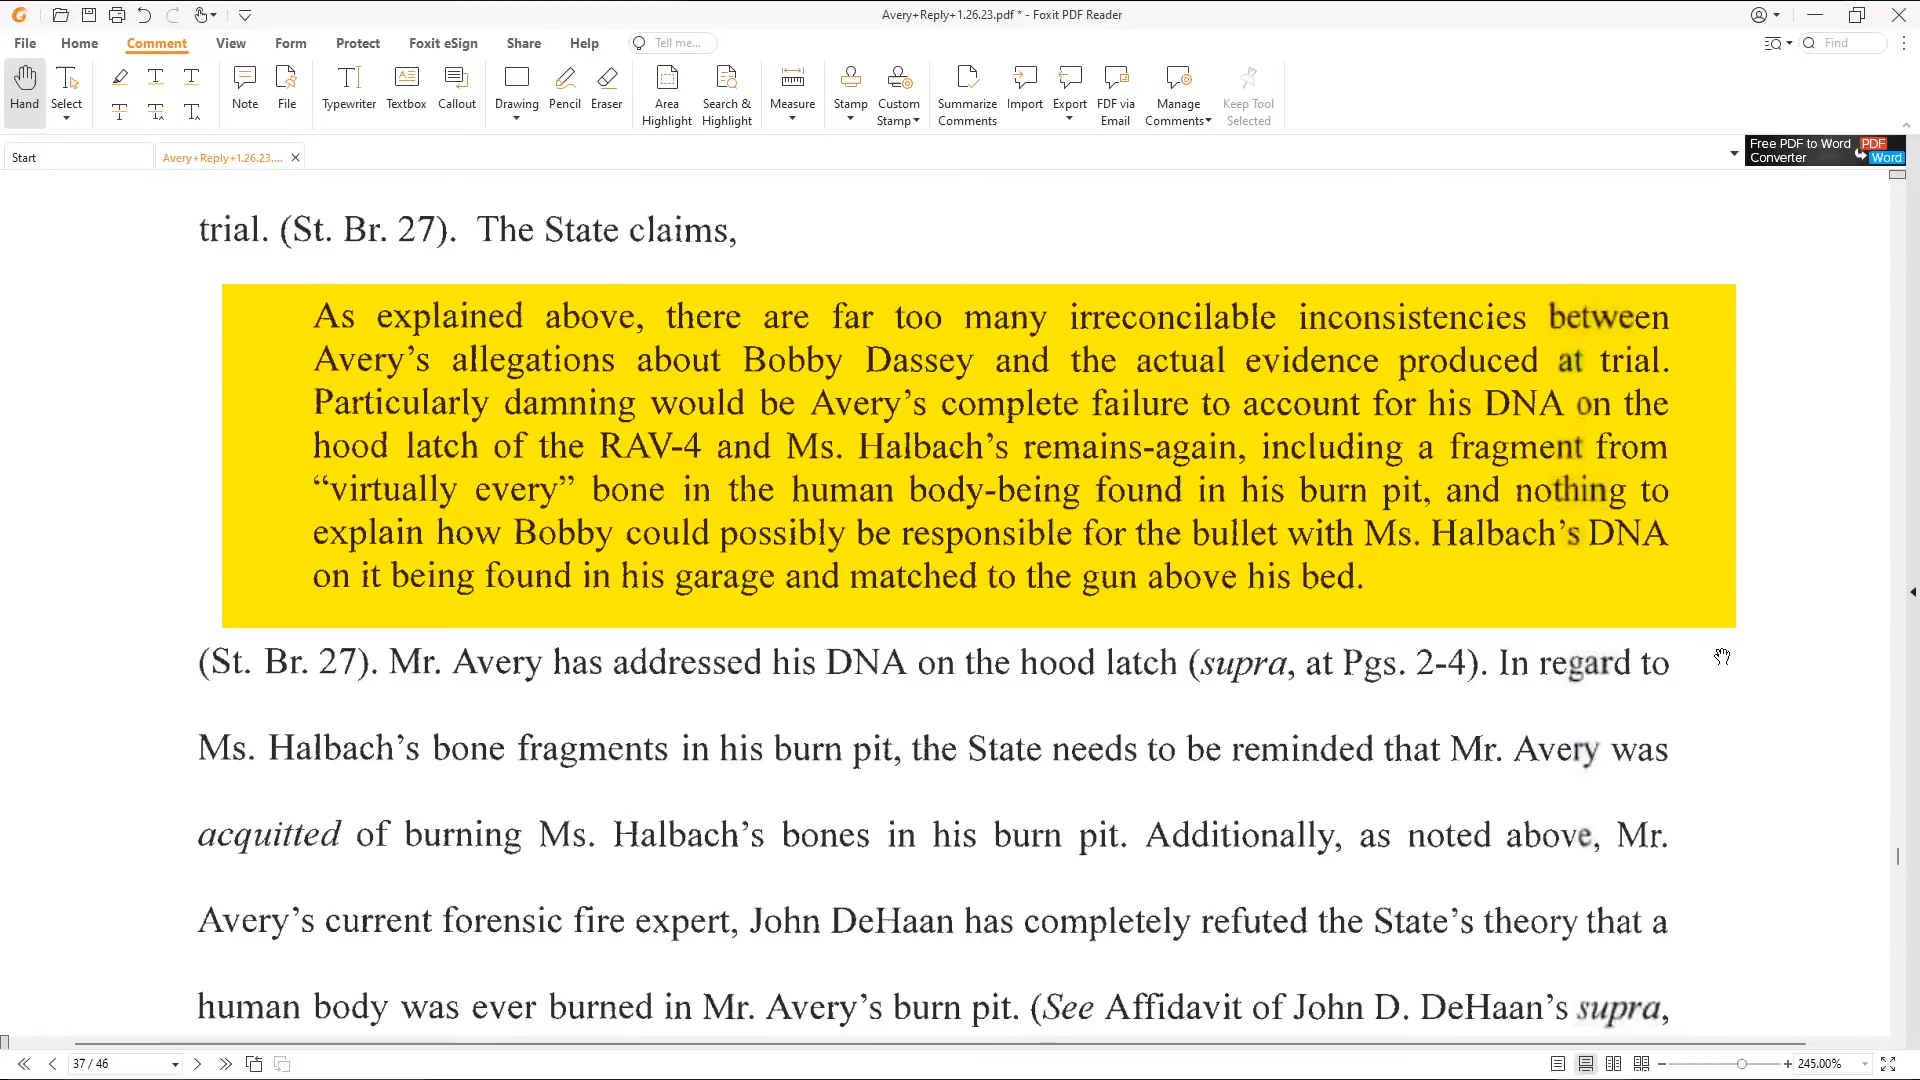 Avery+Reply+1.26.23.pdf * - Foxit PDF Reader
File Home Comment View Form Protect Foxit eSign Share Help Tell me... Find
Hand Select Note File Typewriter Textbox Callout Drawing Pencil Eraser Area Highlight Search & Highlight Measure Stamp Custom Stamp Summarize Comments Import Export FDF via Email Manage Comments Keep Tool Selected
Start Avery+Reply+1.26.23.... Free PDF to Word Converter PDF Word
trial. (St. Br. 27). The State claims,
As explained above, there are far too many irreconcilable inconsistencies between
Avery’s allegations about Bobby Dassey and the actual evidence produced at trial.
Particularly damning would be Avery’s complete failure to account for his DNA on the
hood latch of the RAV-4 and Ms. Halbach’s remains-again, including a fragment from
“virtually every” bone in the human body-being found in his burn pit, and nothing to
explain how Bobby could possibly be responsible for the bullet with Ms. Halbach’s DNA
on it being found in his garage and matched to the gun above his bed.
(St. Br. 27). Mr. Avery has addressed his DNA on the hood latch (supra, at Pgs. 2-4). In regard to
Ms. Halbach’s bone fragments in his burn pit, the State needs to be reminded that Mr. Avery was
acquitted of burning Ms. Halbach’s bones in his burn pit. Additionally, as noted above, Mr.
Avery’s current forensic fire expert, John DeHaan has completely refuted the State’s theory that a
human body was ever burned in Mr. Avery’s burn pit. (See Affidavit of John D. DeHaan’s supra,
37 / 46 245.00%